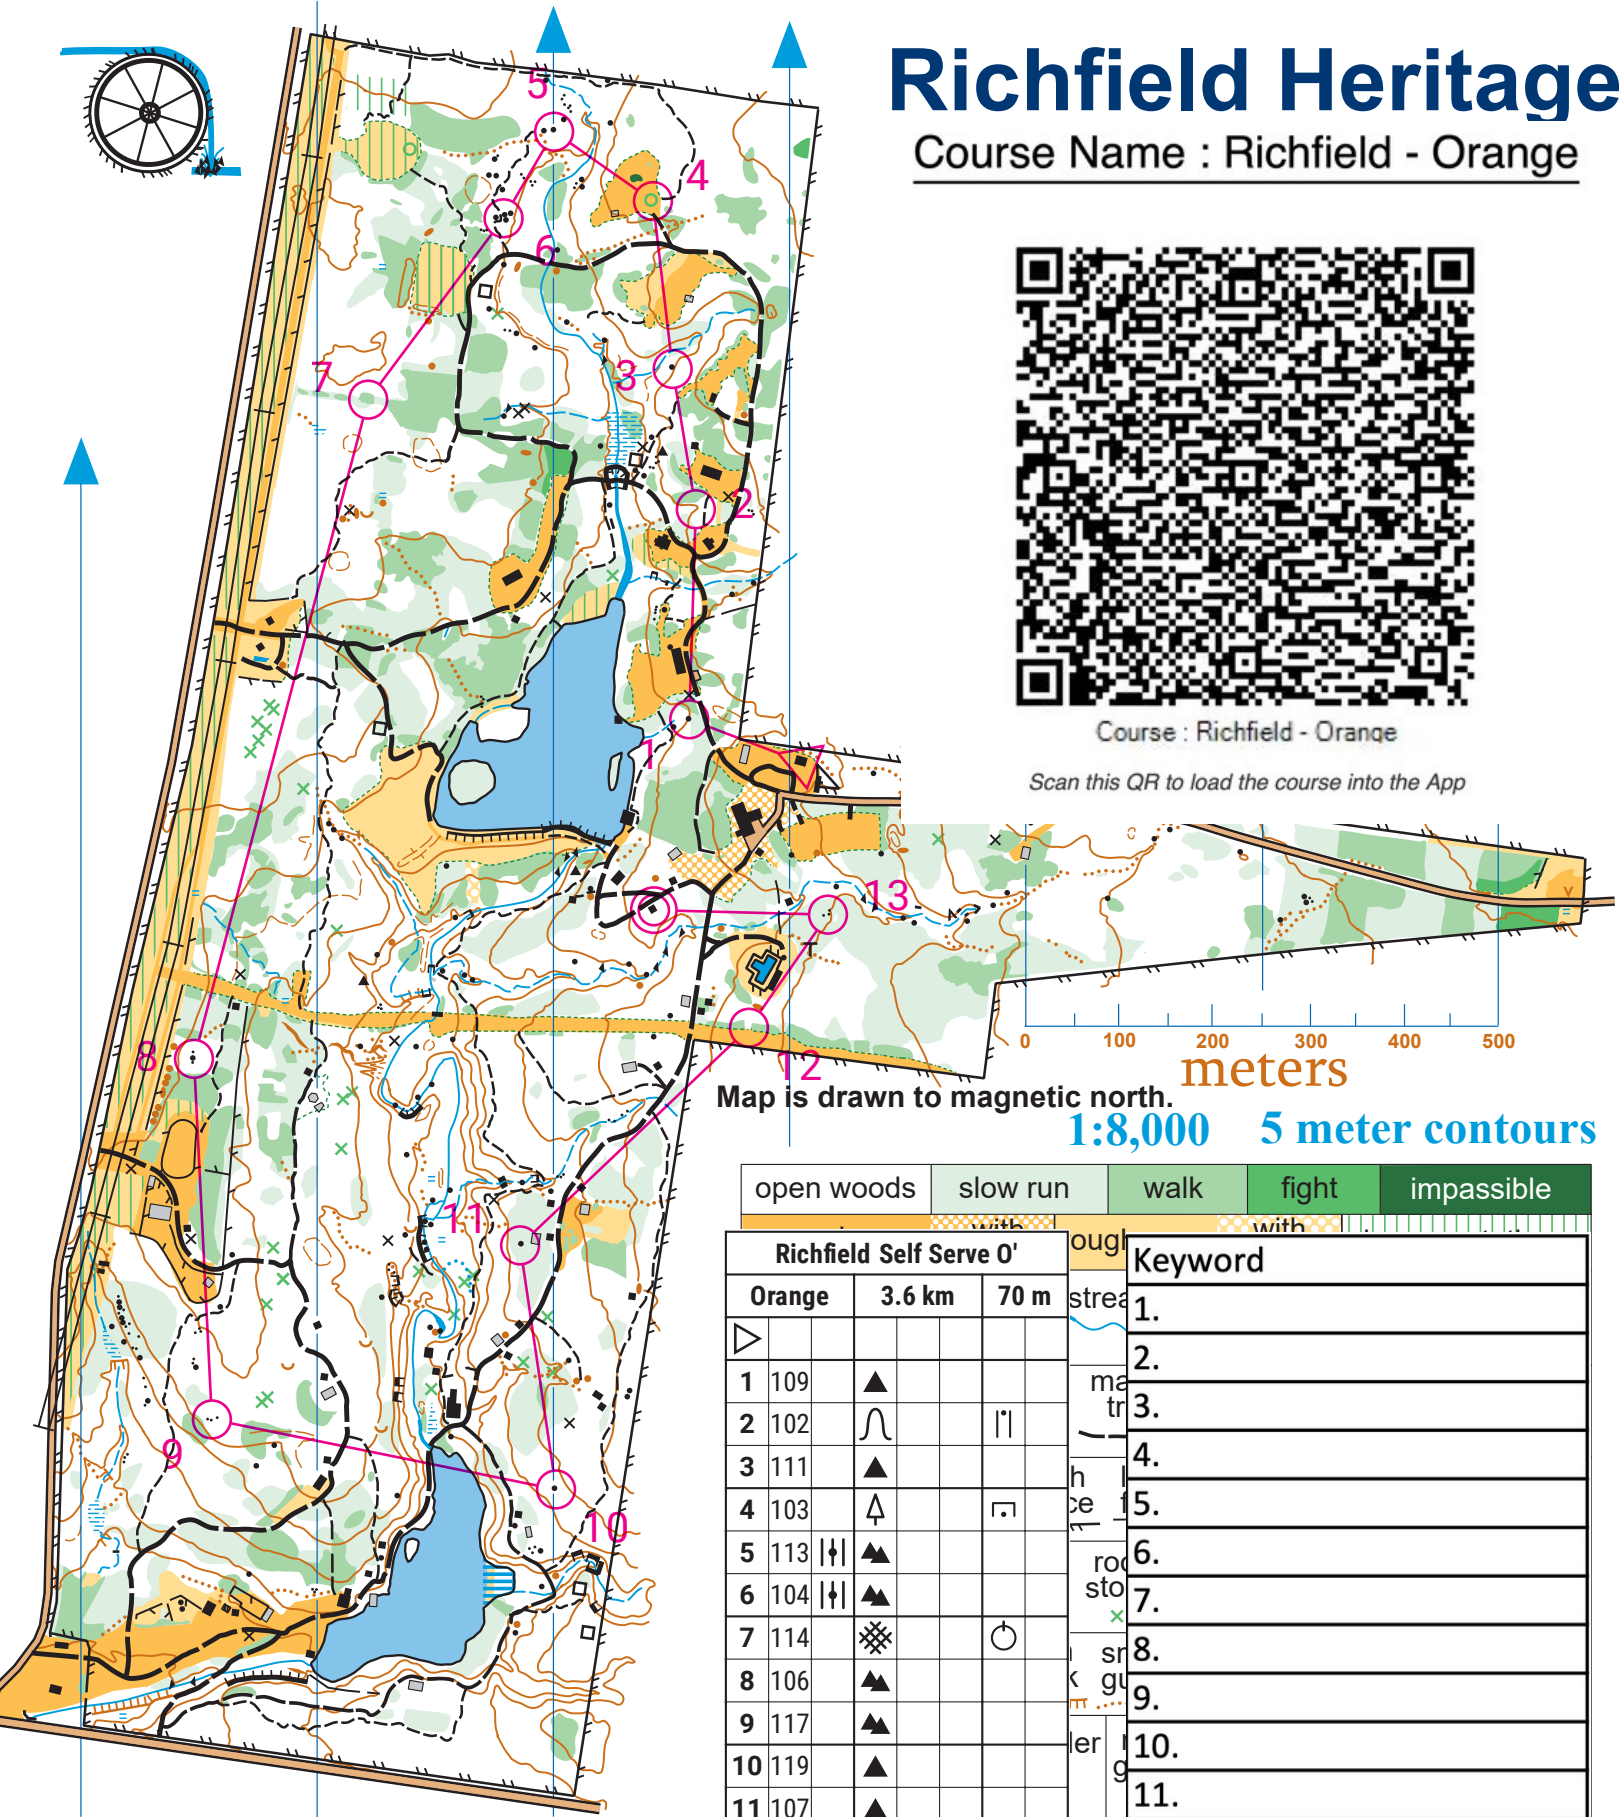 Richfield Heritage
Course Name : Richfield - Orange
5
4
6
7
3
2
Course : Richfield - Orange
1
Scan this QR to load the course into the App
13
8
12
0 100 200 300 400 500
meters
Map is drawn to magnetic north.
1:8,000 5 meter contours
open woods slow run walk fight impassible
11
9
10
Richfield Self Serve O'
Orange 3.6 km 70 m
1 109
2 102
3 111
4 103
5 113
6 104
7 114
8 106
9 117
10 119
11 107
Keyword
1.
2.
3.
4.
5.
6.
7.
8.
9.
10.
11.